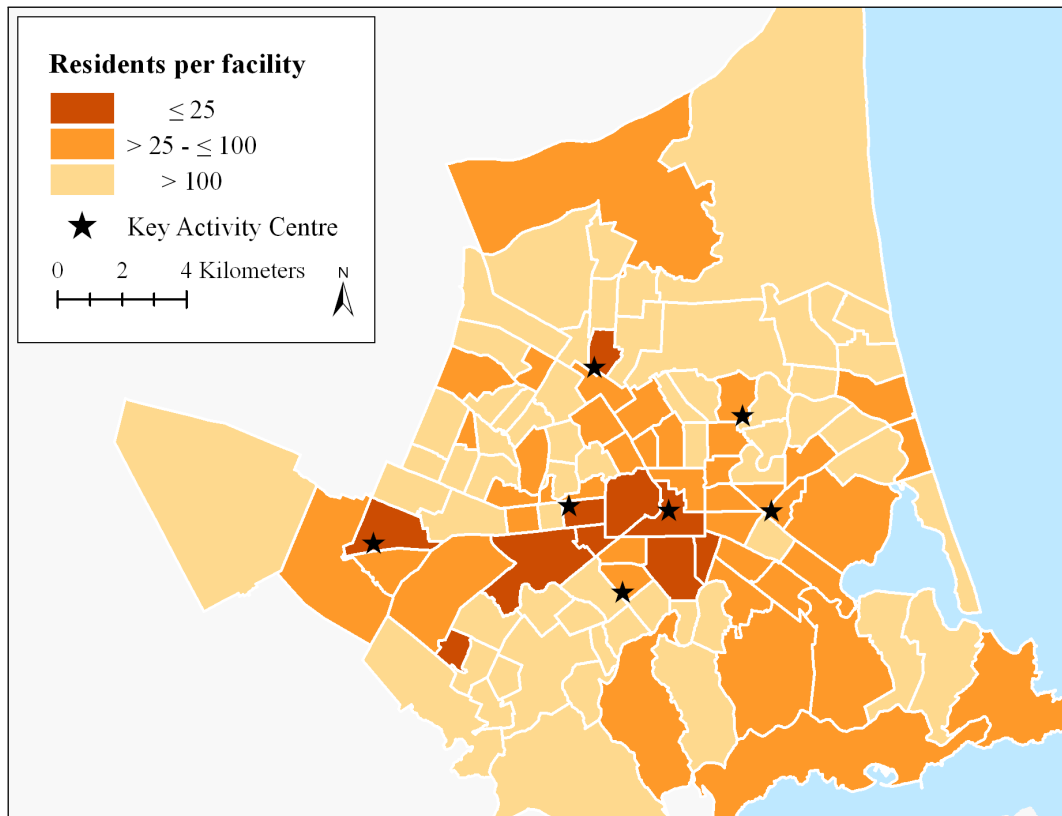 Residents per facility
≤ 25
> 25 - ≤ 100
> 100
Key Activity Centre
0 2 4 Kilometers
N